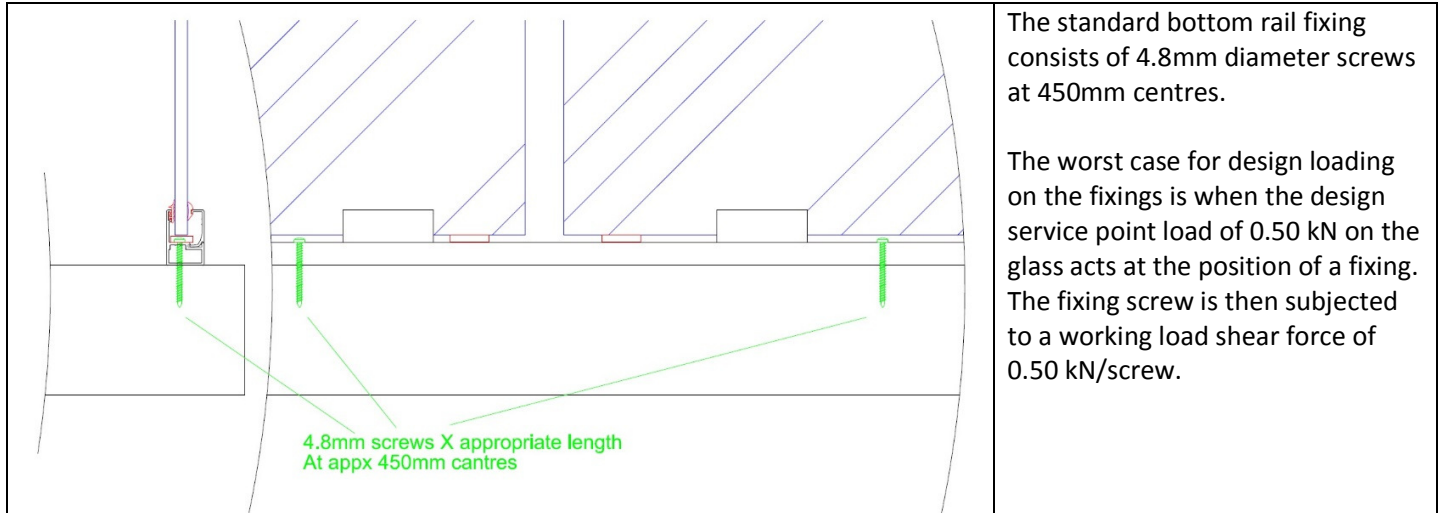 The standard bottom rail fixing
consists of 4.8mm diameter screws
at 450mm centres.
The worst case for design loading
on the fixings is when the design
service point load of 0.50 kN on the
glass acts at the position of a fixing.
The fixing screw is then subjected
to a working load shear force of
0.50 kN/screw.
4.8mm screws X appropriate length
At appx 450mm cantres